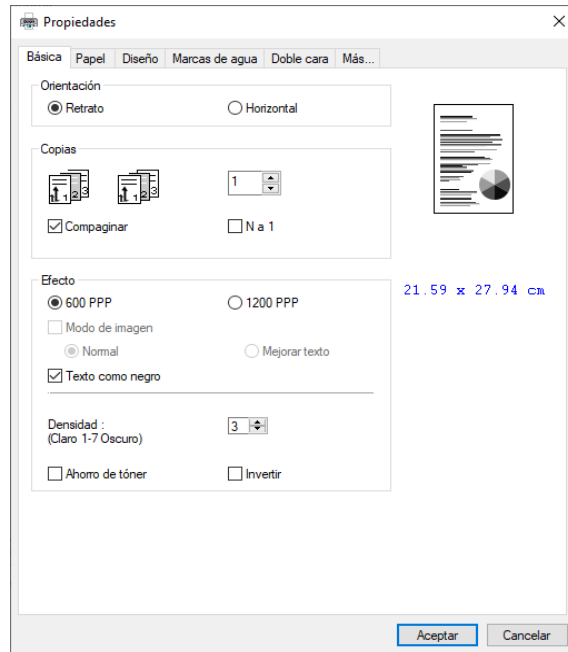 Propiedades
Básica Papel Diseño Marcas de agua Doble cara Más...
Orientación
Retrato Horizontal
Copias
1
Compaginar N a 1
Efecto
600 PPP 1200 PPP
21.59 x 27.94 cm
Modo de imagen
Normal Mejorar texto
Texto como negro
Densidad :
(Claro 1-7 Oscuro)
3
Ahorro de tóner Invertir
Aceptar Cancelar